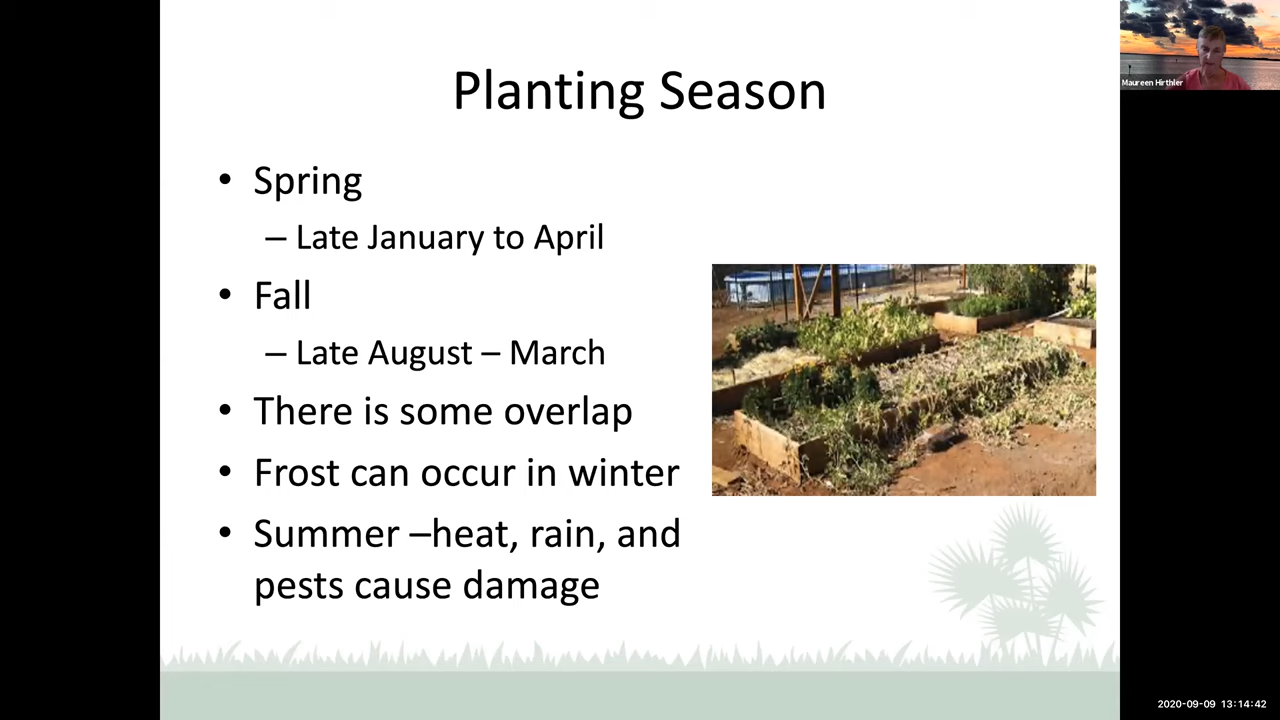 Planting Season
• Spring
– Late January to April
• Fall
– Late August – March
• There is some overlap
• Frost can occur in winter
• Summer –heat, rain, and
pests cause damage
Maureen Hirthler
2020-09-09 13:14:42